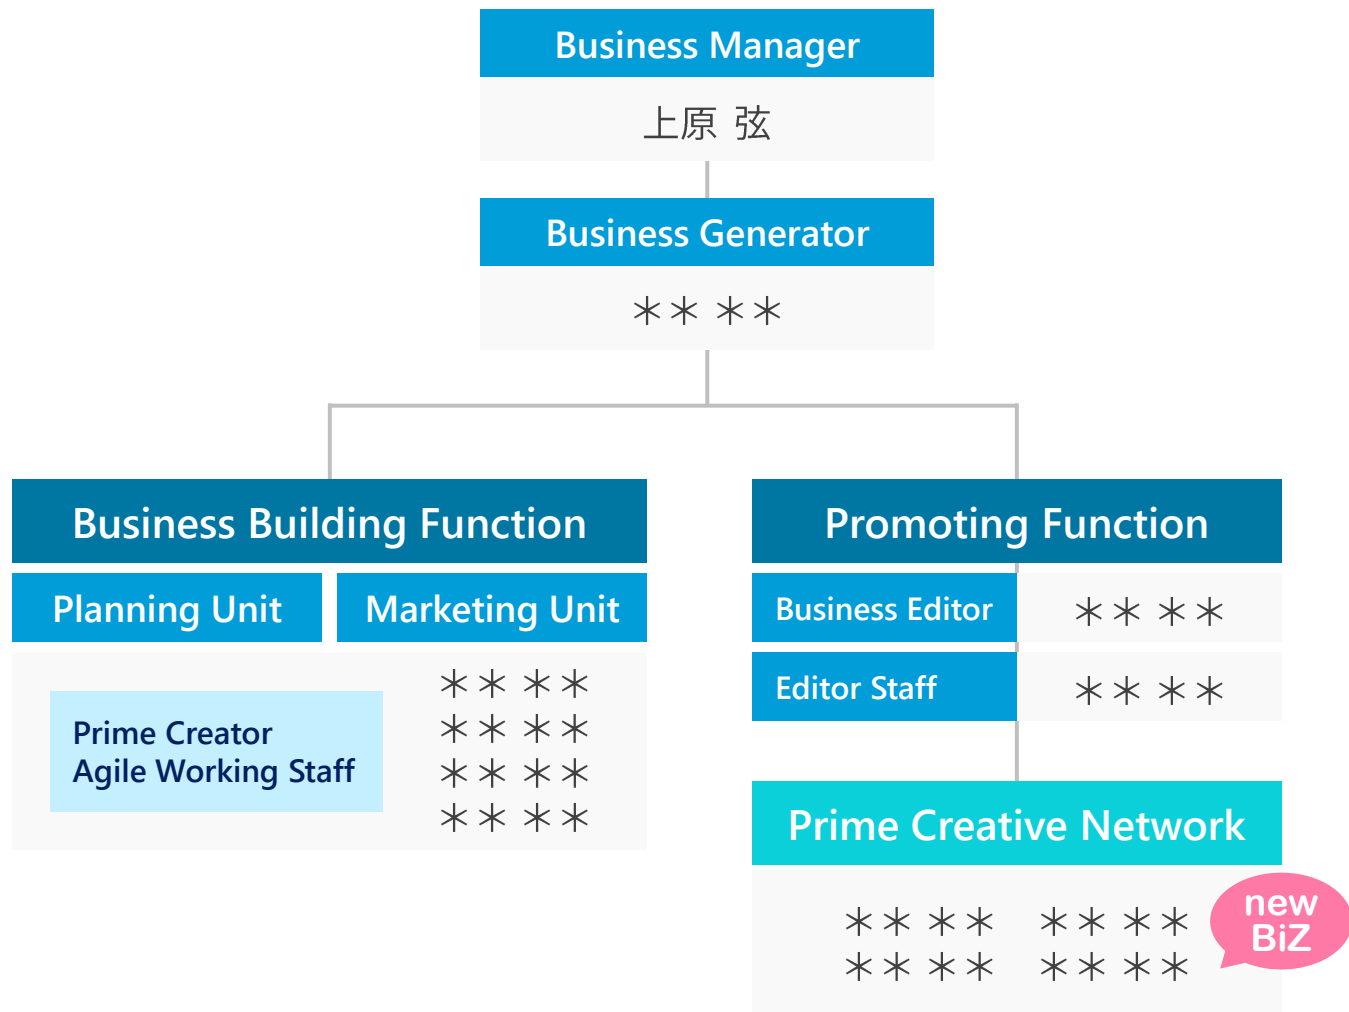 Business Manager
上原 弦
Business Generator
＊＊ ＊＊
Business Building Function
Planning Unit
Marketing Unit
Prime Creator
Agile Working Staff
＊＊ ＊＊
＊＊ ＊＊
＊＊ ＊＊
＊＊ ＊＊
Promoting Function
Business Editor
＊＊ ＊＊
Editor Staff
＊＊ ＊＊
Prime Creative Network
＊＊ ＊＊ ＊＊ ＊＊
＊＊ ＊＊ ＊＊ ＊＊
new
BiZ